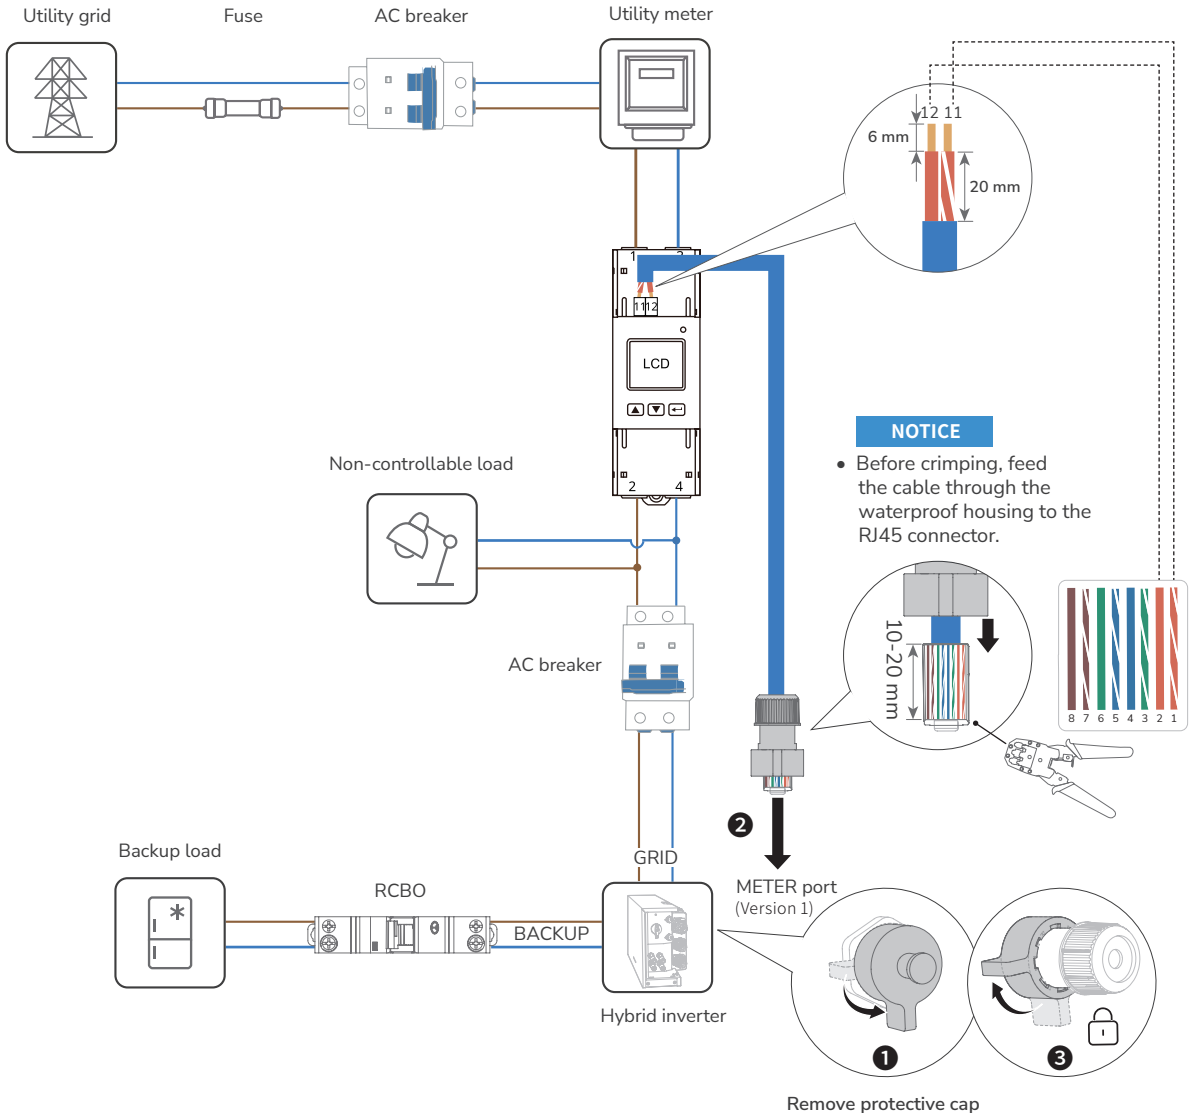 Utility grid
Fuse
AC breaker
Utility meter
12 11
6 mm
20 mm
1
11 12
LCD
NOTICE
Non-controllable load
• Before crimping, feed
the cable through the
waterproof housing to the
RJ45 connector.
2 4
10-20 mm
AC breaker
8 7 6 5 4 3 2 1
2
Backup load
GRID
RCBO
METER port
(Version 1)
BACKUP
Hybrid inverter
1
3
Remove protective cap